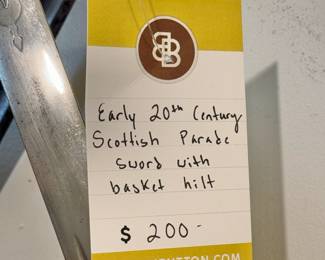 Early 20th Century
Scottish Parade
sword with
basket hilt
$ 200-